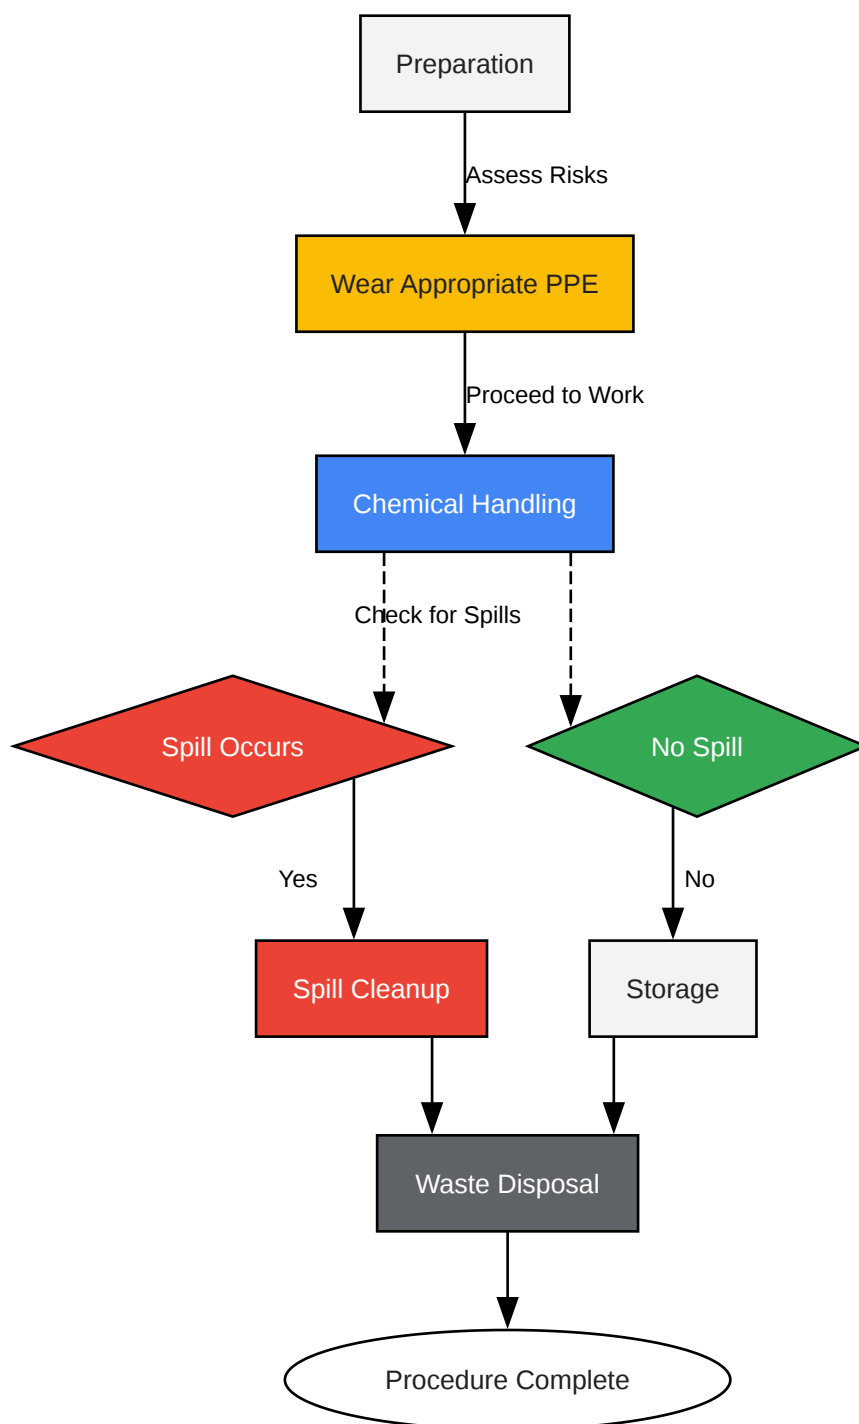 Preparation
Assess Risks
Wear Appropriate PPE
Proceed to Work
Chemical Handling
Check for Spills
Spill Occurs
No Spill
Yes
No
Spill Cleanup
Storage
Waste Disposal
Procedure Complete